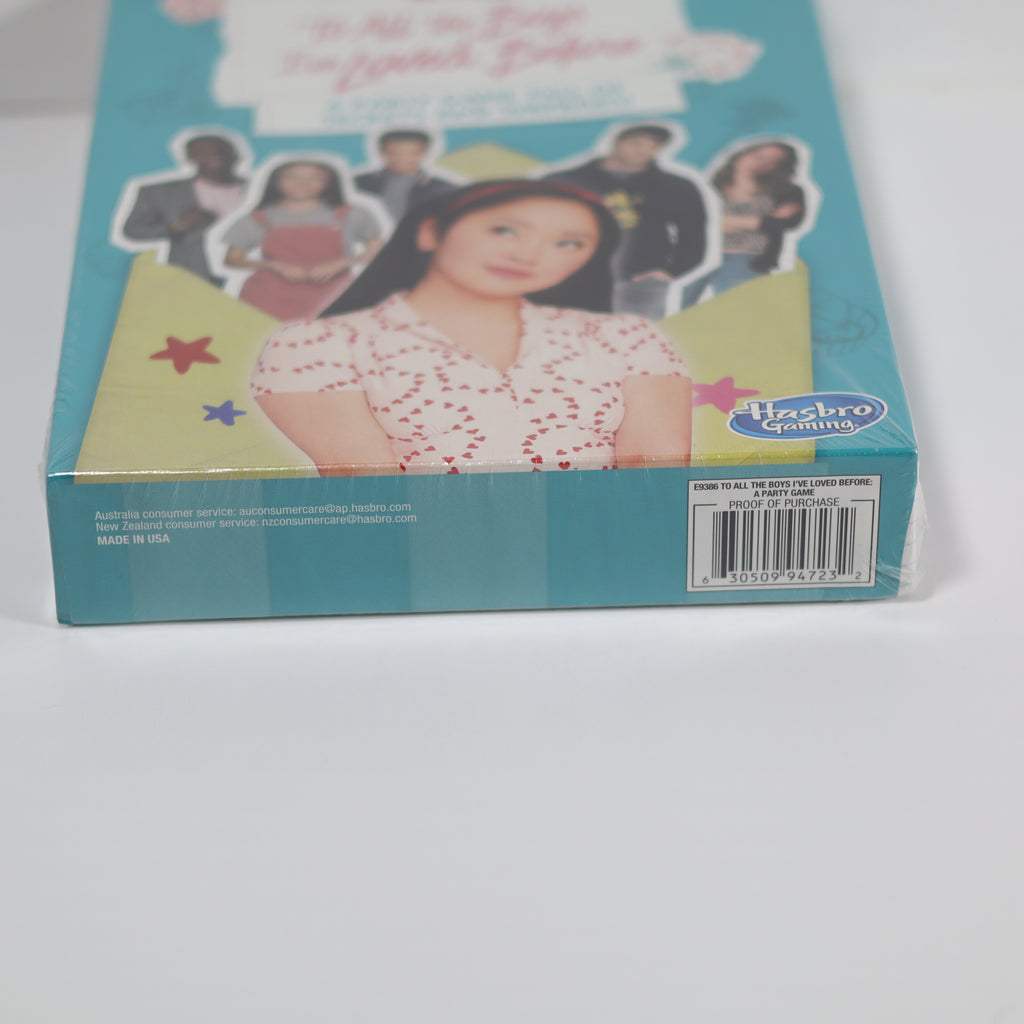 To All The Boys
I've Loved Before
Hasbro
Gaming
Australia consumer service: auconsumercare@ap.hasbro.com
New Zealand consumer service: nzconsumercare@hasbro.com
MADE IN USA
E9386 TO ALL THE BOYS I'VE LOVED BEFORE:
A PARTY GAME
PROOF OF PURCHASE
6 30509 94723 2